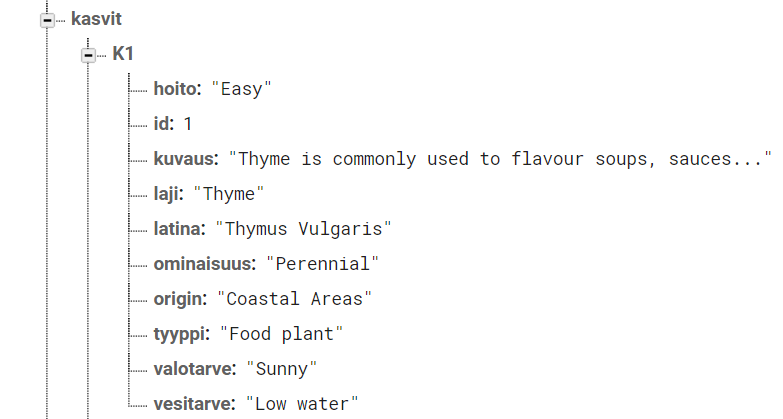 kasvit
K1
hoito: "Easy"
id: 1
kuvaus: "Thyme is commonly used to flavour soups, sauces..."
laji: "Thyme"
latina: "Thymus Vulgaris"
ominaisuus: "Perennial"
origin: "Coastal Areas"
tyyppi: "Food plant"
valotarve: "Sunny"
vesitarve: "Low water"